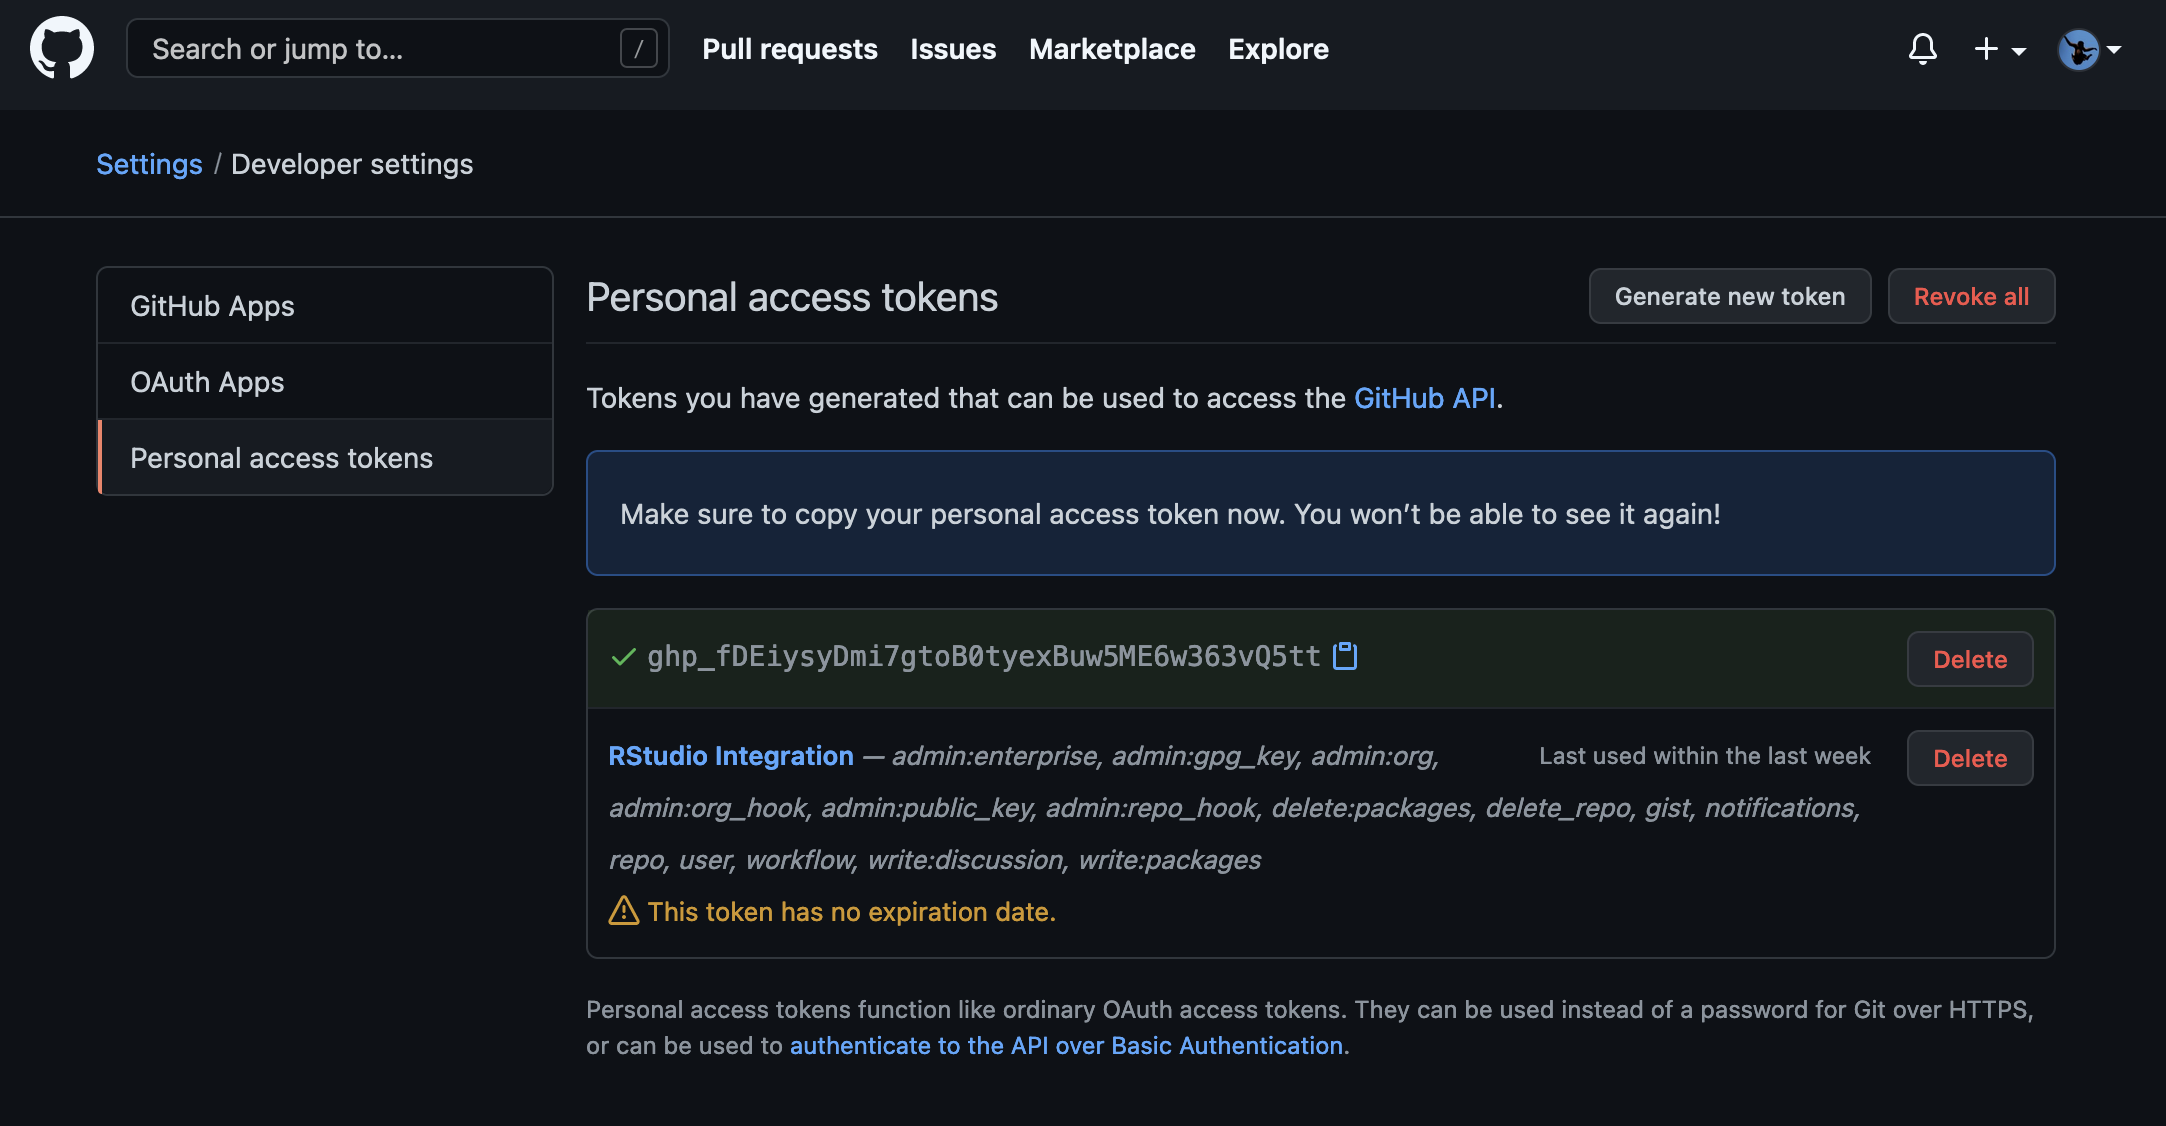 Search or jump to...
/
Pull requests
Issues
Marketplace
Explore
Settings / Developer settings
GitHub Apps
OAuth Apps
Personal access tokens
Personal access tokens
Generate new token
Revoke all
Tokens you have generated that can be used to access the GitHub API.
Make sure to copy your personal access token now. You won’t be able to see it again!
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
Delete
RStudio Integration — admin:enterprise, admin:gpg_key, admin:org,
admin:org_hook, admin:public_key, admin:repo_hook, delete:packages, delete_repo, gist, notifications,
repo, user, workflow, write:discussion, write:packages
Last used within the last week
Delete
This token has no expiration date.
Personal access tokens function like ordinary OAuth access tokens. They can be used instead of a password for Git over HTTPS,
or can be used to authenticate to the API over Basic Authentication.